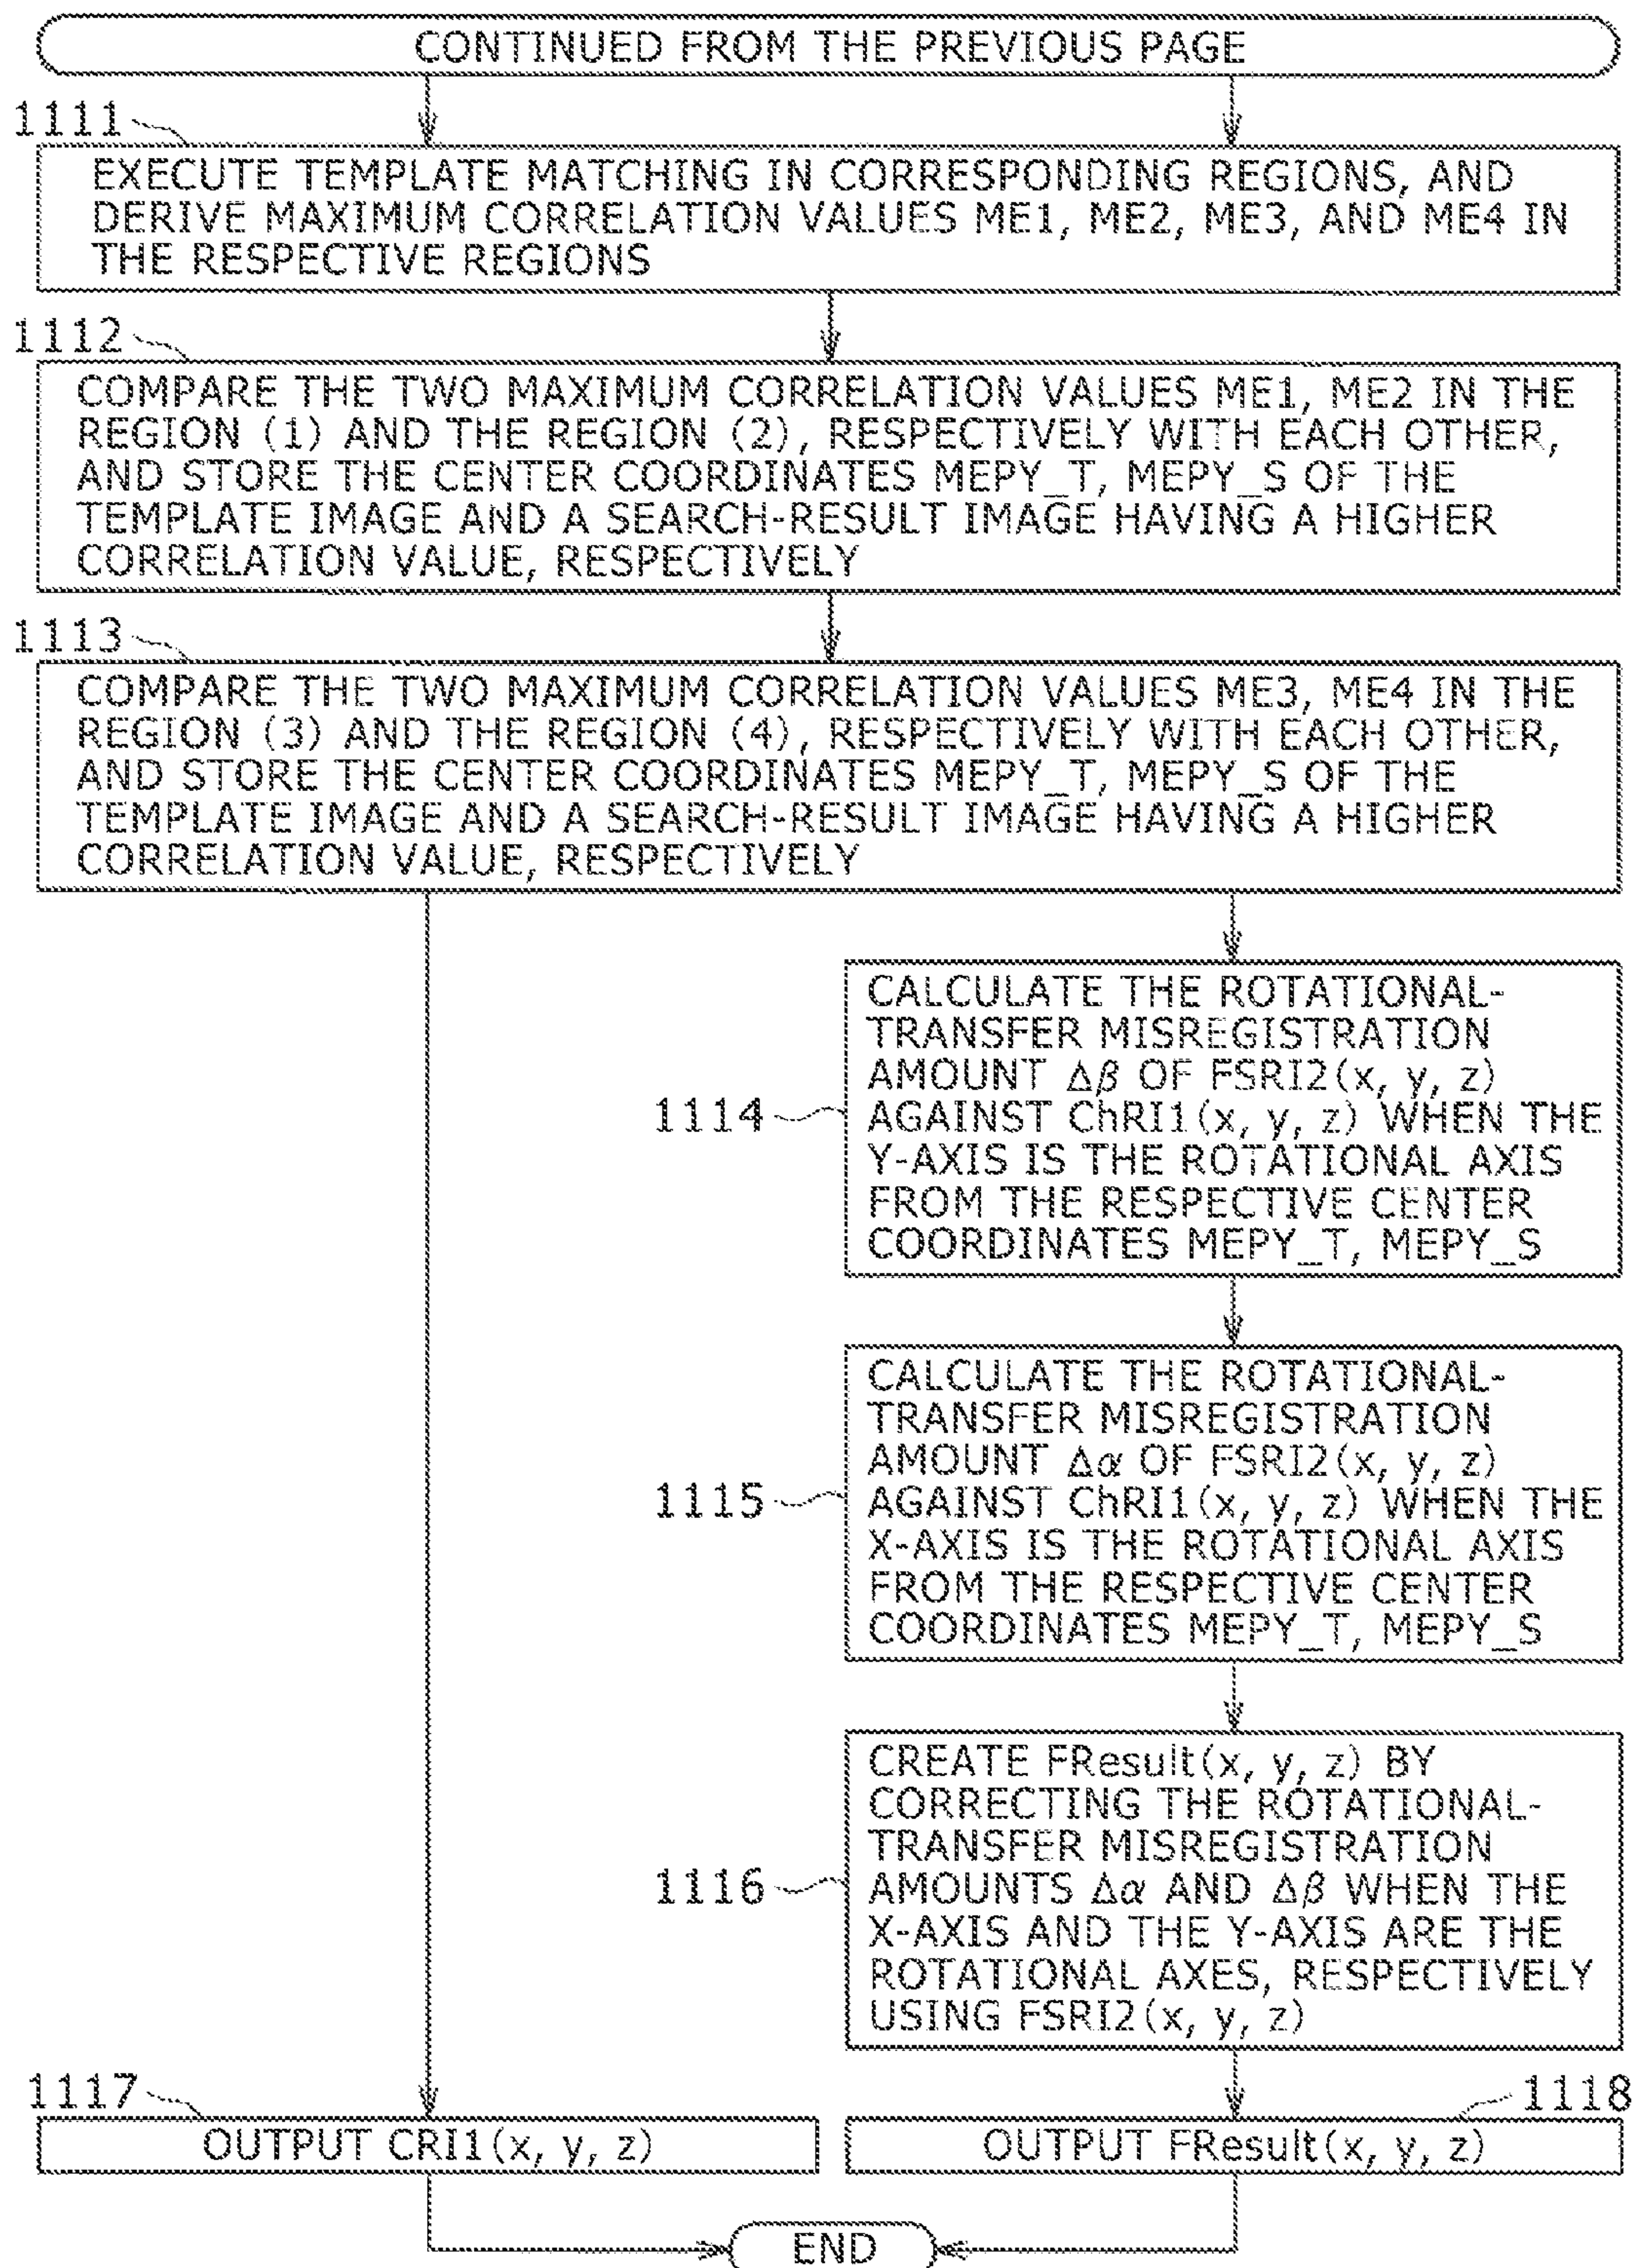 CONTINUED FROM THE PREVIOUS PAGE
1111
EXECUTE TEMPLATE MATCHING IN CORRESPONDING REGIONS, AND
DERIVE MAXIMUM CORRELATION VALUES ME1, ME2, ME3, AND ME4 IN
THE RESPECTIVE REGIONS
1112
COMPARE THE TWO MAXIMUM CORRELATION VALUES ME1, ME2 IN THE
REGION (1) AND THE REGION (2), RESPECTIVELY WITH EACH OTHER,
AND STORE THE CENTER COORDINATES MEPY_T, MEPY_S OF THE
TEMPLATE IMAGE AND A SEARCH-RESULT IMAGE HAVING A HIGHER
CORRELATION VALUE, RESPECTIVELY
1113
COMPARE THE TWO MAXIMUM CORRELATION VALUES ME3, ME4 IN THE
REGION (3) AND THE REGION (4), RESPECTIVELY WITH EACH OTHER,
AND STORE THE CENTER COORDINATES MEPY_T, MEPY_S OF THE
TEMPLATE IMAGE AND A SEARCH-RESULT IMAGE HAVING A HIGHER
CORRELATION VALUE, RESPECTIVELY
1114
CALCULATE THE ROTATIONAL-
TRANSFER MISREGISTRATION
AMOUNT Δβ OF FSRI2(x, y, z)
AGAINST ChRI1(x, y, z) WHEN THE
Y-AXIS IS THE ROTATIONAL AXIS
FROM THE RESPECTIVE CENTER
COORDINATES MEPY_T, MEPY_S
1115
CALCULATE THE ROTATIONAL-
TRANSFER MISREGISTRATION
AMOUNT Δα OF FSRI2(x, y, z)
AGAINST ChRI1(x, y, z) WHEN THE
X-AXIS IS THE ROTATIONAL AXIS
FROM THE RESPECTIVE CENTER
COORDINATES MEPY_T, MEPY_S
1116
CREATE FResult(x, y, z) BY
CORRECTING THE ROTATIONAL-
TRANSFER MISREGISTRATION
AMOUNTS Δα AND Δβ WHEN THE
X-AXIS AND THE Y-AXIS ARE THE
ROTATIONAL AXES, RESPECTIVELY
USING FSRI2(x, y, z)
1117
OUTPUT CRI1(x, y, z)
1118
OUTPUT FResult(x, y, z)
END